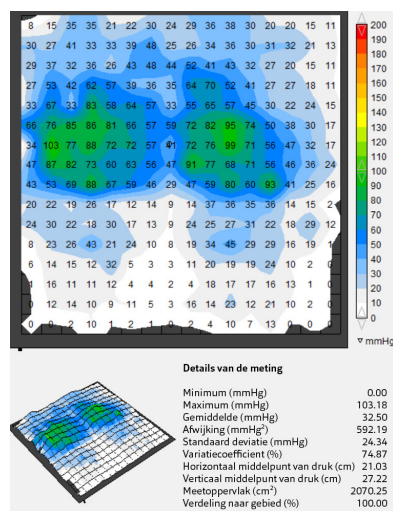 8 15 35 35 21 22 30 24 29 36 38 30 20 20 15 11
30 27 41 33 33 39 48 25 26 34 36 30 31 32 21 13
29 37 32 36 26 43 48 44 52 41 43 32 27 20 15 11
27 53 42 62 57 39 36 35 64 70 52 41 27 27 18 11
33 67 33 83 58 64 57 33 55 65 57 45 30 22 24 15
66 76 85 86 81 66 57 59 72 82 95 74 50 38 30 17
34 103 77 88 72 72 57 41 72 76 99 71 56 47 32 17
47 87 82 73 60 63 56 47 91 77 68 71 56 46 36 24
43 53 69 88 67 59 46 29 47 59 80 60 93 41 25 16
20 22 19 26 17 12 14 9 14 37 36 35 36 14 15 2
24 30 22 18 30 17 13 9 24 25 27 31 22 18 29 12
8 23 26 43 21 24 10 8 19 34 45 29 29 16 19 1
6 14 15 12 32 5 3 3 11 20 19 19 24 10 2 0
16 11 11 12 4 4 2 4 18 17 17 16 13 1 0
0 12 14 10 9 11 5 3 16 14 23 12 21 10 2 0
0 0 2 10 1 2 1 0 2 4 10 7 13 0 0 0
200
190
180
170
160
150
140
130
120
110
100
90
80
70
60
50
40
30
20
10
0
mmHg
Details van de meting
Minimum (mmHg) 0.00
Maximum (mmHg) 103.18
Gemiddelde (mmHg) 32.50
Afwijking (mmHg²) 592.19
Standaard deviatie (mmHg) 24.34
Variatiecoefficient (%) 74.87
Horizontaal middelpunt van druk (cm) 21.03
Verticaal middelpunt van druk (cm) 27.22
Meetoppervlak (cm²) 2070.25
Verdeling naar gebied (%) 100.00